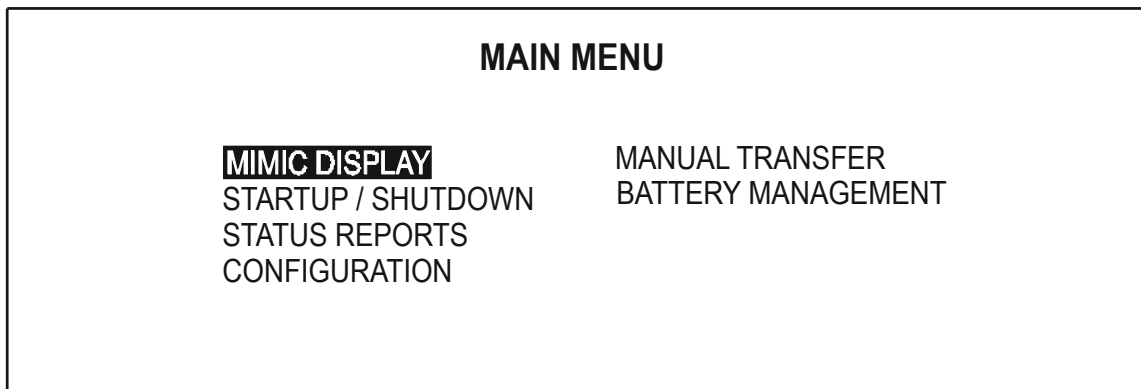 MAIN MENU
MIMIC DISPLAY
STARTUP / SHUTDOWN
STATUS REPORTS
CONFIGURATION
MANUAL TRANSFER
BATTERY MANAGEMENT